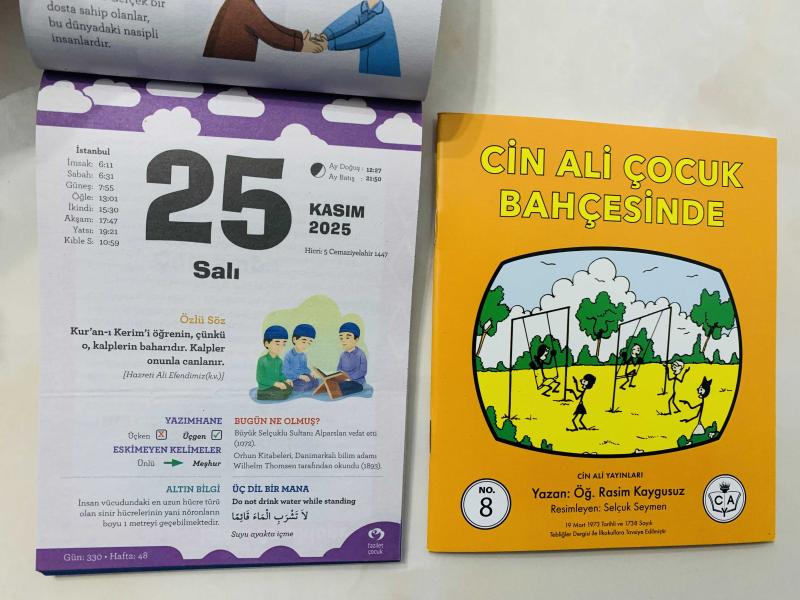 dosta sahip olanlar,
bu dünyadaki nasipli
insanlardır.
İstanbul
İmsak: 6:11
Sabah: 6:31
Güneş: 7:55
Öğle: 13:01
İkindi: 15:30
Akşam: 17:47
Yatsı: 19:21
Kıble S: 10:59
25
Salı
Ay Doğuş : 12:27
Ay Batış : 21:50
KASIM
2025
Hicri: 5 Cemaziyelahir 1447
Özlü Söz
Kur'an-ı Kerim'i öğrenin, çünkü
o, kalplerin baharıdır. Kalpler
onunla canlanır.
[Hazreti Ali Efendimiz(k.v.)]
YAZIMHANE
Üçken X Üçgen ✓
ESKİMEYEN KELİMELER
Ünlü → Meşhur
BUGÜN NE OLMUŞ?
Büyük Selçuklu Sultanı Alparslan vefat etti
(1072).
Orhun Kitabeleri, Danimarkalı bilim adamı
Wilhelm Thomsen tarafından okundu (1893).
ALTIN BİLGİ
İnsan vücudundaki en uzun hücre türü
olan sinir hücrelerinin yani nöronların
boyu 1 metreyi geçebilmektedir.
ÜÇ DİL BIR MANA
Do not drink water while standing
لَا تَشْرَبِ الْمَاءَ قَائِمًا
Suyu ayakta içme
fazilet
çocuk
Gün: 330 • Hafta: 48
CİN ALİ ÇOCUK
BAHÇESİNDE
CİN ALİ YAYINLARI
Yazan: Öğ. Rasim Kaygusuz
Resimleyen: Selçuk Seymen
19 Mart 1973 Tarihli ve 1738 Sayılı
Tebliğler Dergisi ile İlkokullara Tavsiye Edilmiştir
NO.
8
C A
Y